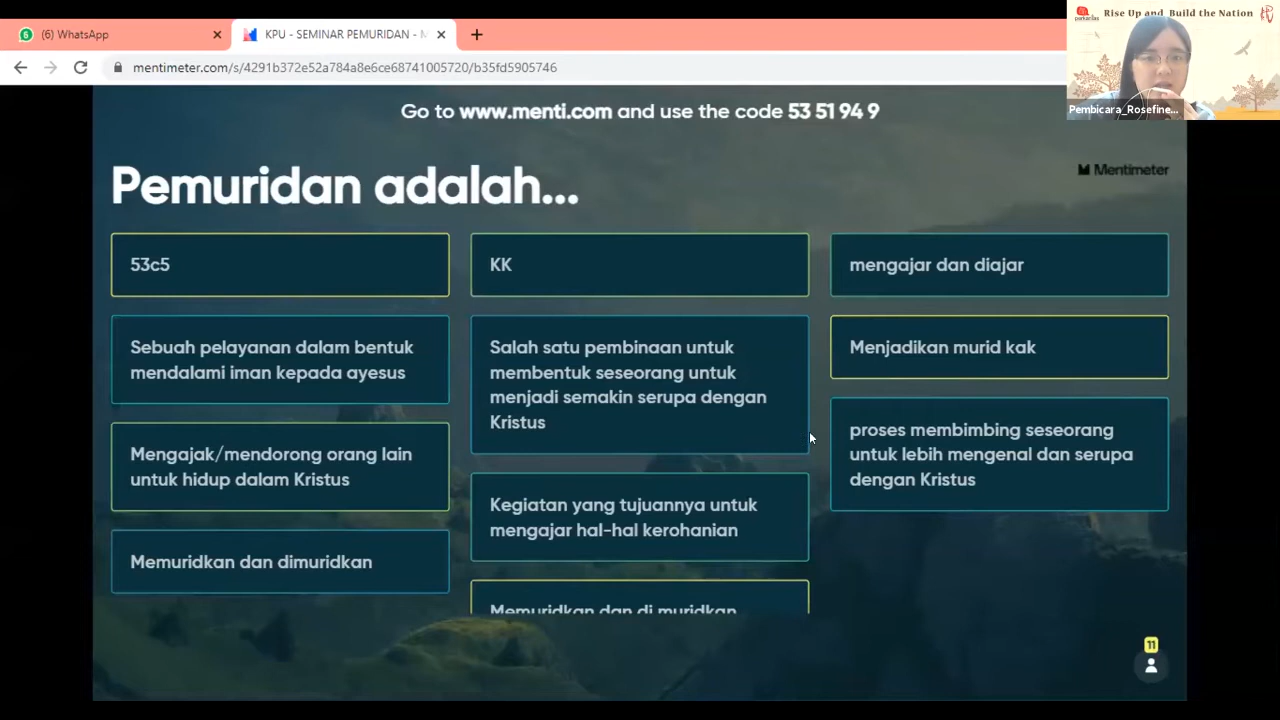 (6) WhatsApp
KPU - SEMINAR PEMURIDAN - M
mentimeter.com/s/4291b372e52a784a8e6ce68741005720/b35fd5905746
Rise Up and Build the Nation
Pembicara_Rosefine...
Go to www.menti.com and use the code 53 51 94 9
Mentimeter
Pemuridan adalah...
53c5
Sebuah pelayanan dalam bentuk
mendalami iman kepada ayesus
Mengajak/mendorong orang lain
untuk hidup dalam Kristus
Memuridkan dan dimuridkan
KK
Salah satu pembinaan untuk
membentuk seseorang untuk
menjadi semakin serupa dengan
Kristus
Kegiatan yang tujuannya untuk
mengajar hal-hal kerohanian
Memuridkan dan di muridkan
mengajar dan diajar
Menjadikan murid kak
proses membimbing seseorang
untuk lebih mengenal dan serupa
dengan Kristus
11